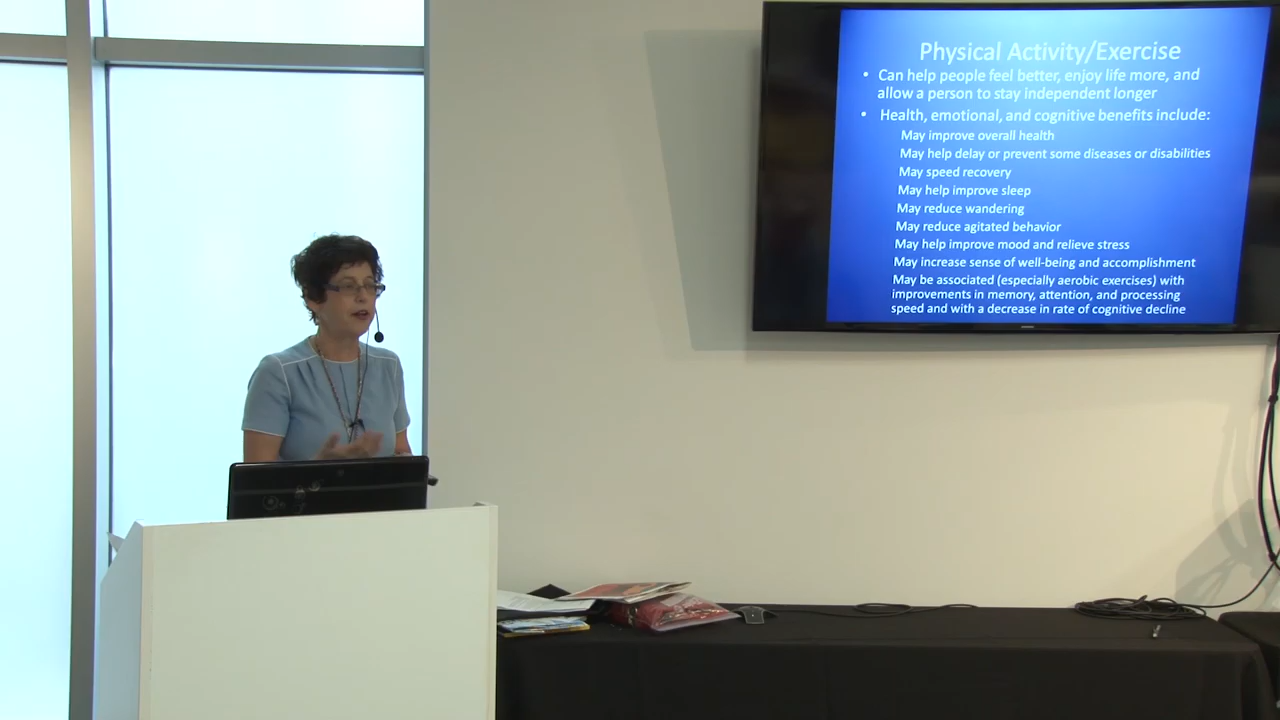 Physical Activity/Exercise
• Can help people feel better, enjoy life more, and
allow a person to stay independent longer
• Health, emotional, and cognitive benefits include:
May improve overall health
May help delay or prevent some diseases or disabilities
May speed recovery
May help improve sleep
May reduce wandering
May reduce agitated behavior
May help improve mood and relieve stress
May increase sense of well-being and accomplishment
May be associated (especially aerobic exercises) with
improvements in memory, attention, and processing
speed and with a decrease in rate of cognitive decline